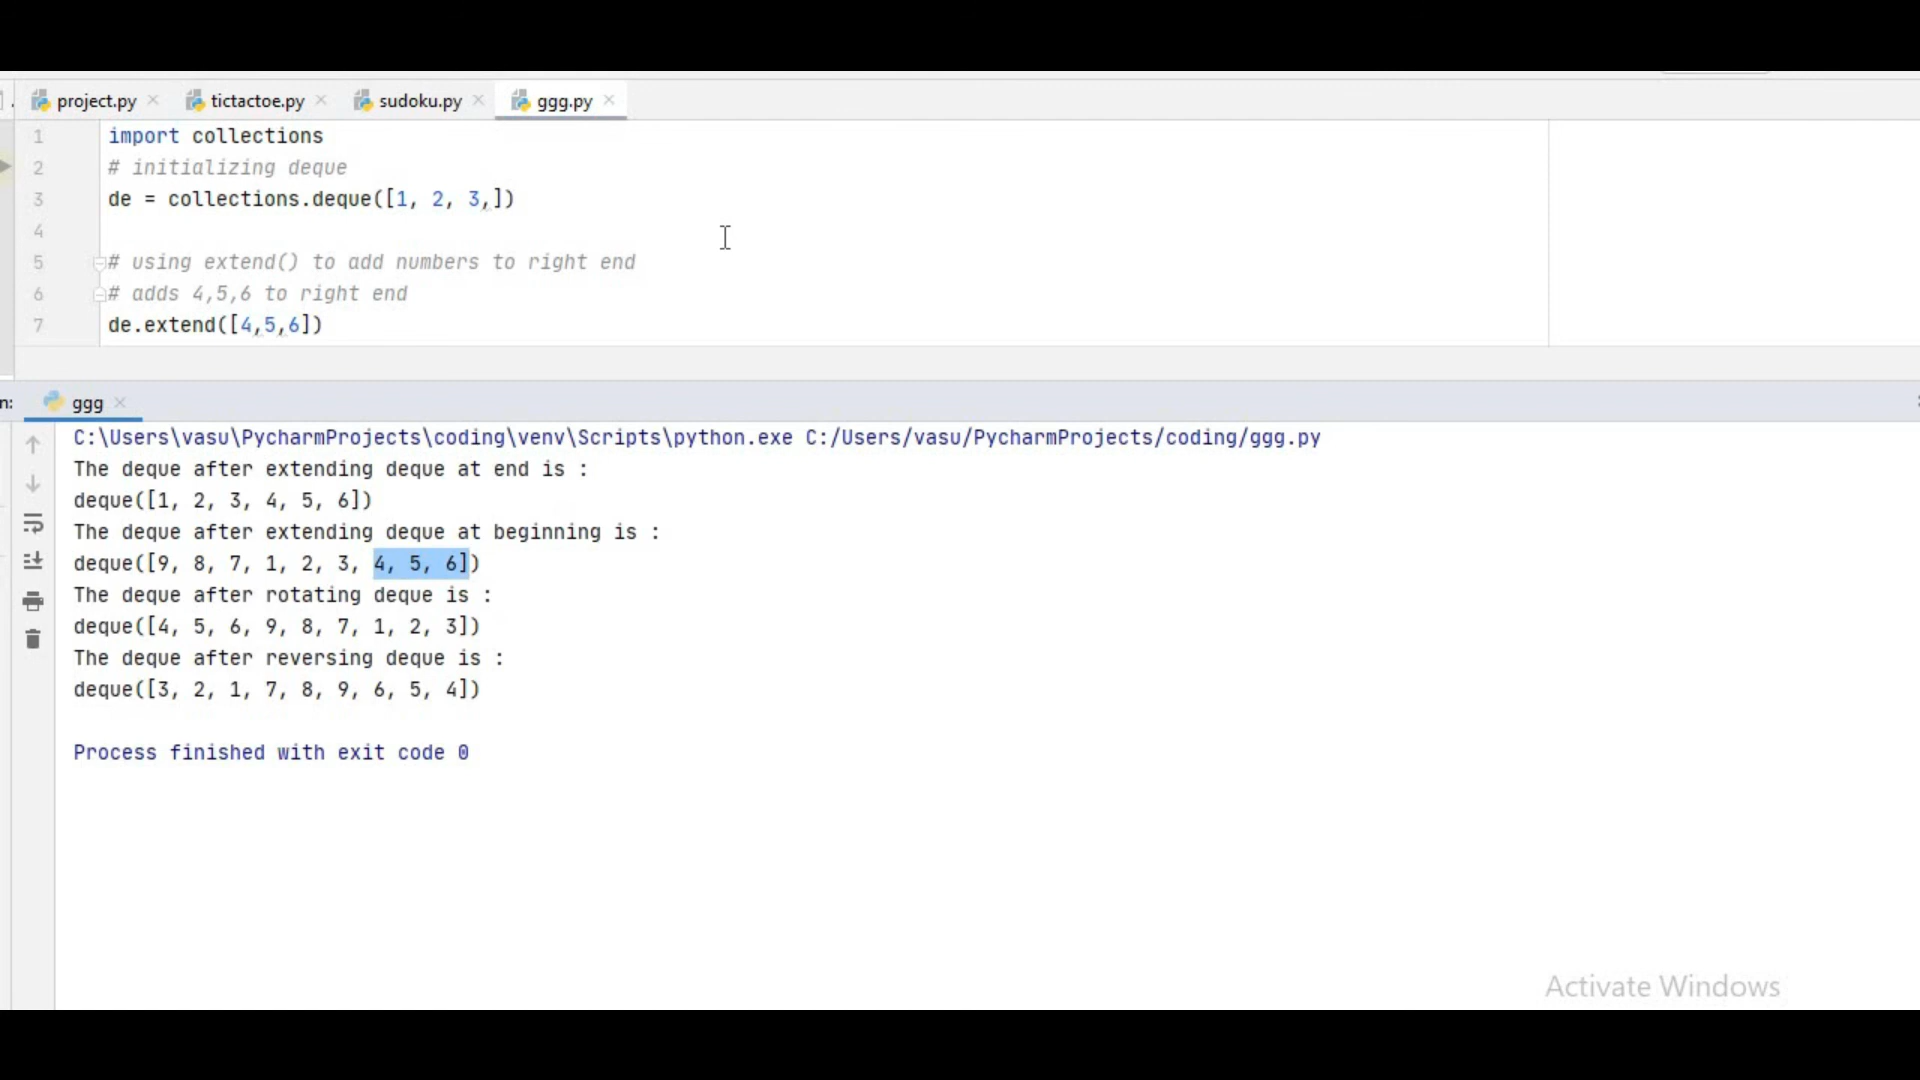 project.py tictactoe.py sudoku.py ggg.py
1 import collections
2 # initializing deque
3 de = collections.deque([1, 2, 3,])
4
5 # using extend() to add numbers to right end
6 # adds 4,5,6 to right end
7 de.extend([4,5,6])
n: ggg
C:\Users\vasu\PycharmProjects\coding\venv\Scripts\python.exe C:/Users/vasu/PycharmProjects/coding/ggg.py
The deque after extending deque at end is :
deque([1, 2, 3, 4, 5, 6])
The deque after extending deque at beginning is :
deque([9, 8, 7, 1, 2, 3, 4, 5, 6])
The deque after rotating deque is :
deque([4, 5, 6, 9, 8, 7, 1, 2, 3])
The deque after reversing deque is :
deque([3, 2, 1, 7, 8, 9, 6, 5, 4])
Process finished with exit code 0
Activate Windows